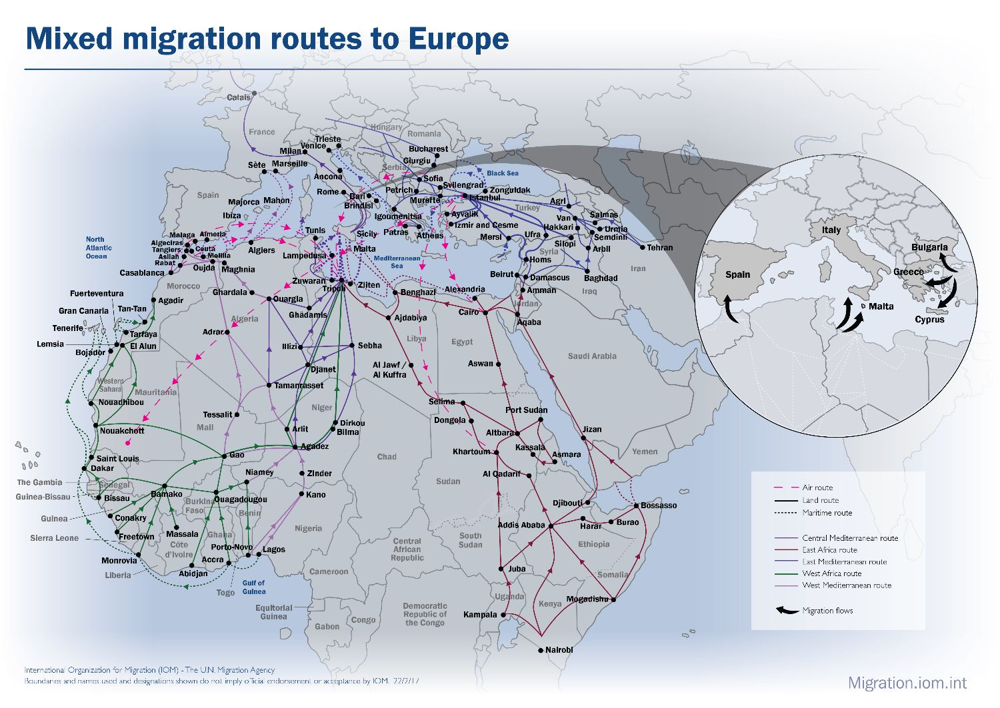 Mixed migration routes to Europe
Calais
France
Hungary
Romania
Trieste
Venice
Milan
Bucharest
Giurgiu
Serbia
Sète
Marseille
Ancona
Sofia
Svilengrad
Black Sea
Spain
Rome
Bari
Petrich
Zonguldak
Majorca
Mahon
Brindisi
Murefte
Istanbul
Agri
Ibiza
Igoumenitsa
Ayvalik
Turkey
Van
Salmas
North
Atlantic
Ocean
Malaga
Almeria
Tunis
Sicily
Patras
Athens
Izmir and Cesme
Mersi
Ufra
Hakkari
Urmia
Semdini
Algeciras
Tangiers
Ceuta
Asilah
Melilla
Rabat
Algiers
Lampedusa
Malta
Mediterranean
Sea
Syria
Silopi
Arbil
Tehran
Casablanca
Oujda
Maghnia
Homs
Iran
Morocco
Zuwaran
Tripoli
Zliten
Beirut
Damascus
Baghdad
Fuerteventura
Ghardala
Benghazi
Alexandria
Amman
Iraq
Gran Canaria
Tan-Tan
Agadir
Ouargla
Jordan
Tenerife
Ghadamis
Cairo
Aqaba
Tarfaya
Adrar
Algeria
Ajdabiya
Lemsia
El Alun
Bojador
Illizi
Sebha
Libya
Egypt
Saudi Arabia
Djanet
Al Jawf /
Al Kuffra
Aswan
Western
Sahara
Mauritania
Tamanrasset
Nouadhibou
Niger
Selima
Port Sudan
Tessalit
Dongola
Nouakchott
Mali
Arlit
Dirkou
Bilma
Altbara
Jizan
Agadez
Khartoum
Kassala
Asmara
Yemen
Saint Louis
Gao
Chad
Dakar
Niamey
Zinder
Al Qadarif
The Gambia
Senegal
Sudan
Guinea-Bissau
Bissau
Bamako
Burkina
Faso
Ouagadougou
Kano
Djibouti
Bossasso
Guinea
Conakry
Benin
Addis Ababa
Harar
Burao
Sierra Leone
Freetown
Massala
Ghana
Nigeria
South
Sudan
Ethiopia
Côte
d'Ivoire
Porto-Novo
Lagos
Central
African
Republic
Monrovia
Accra
Liberia
Abidjan
Cameroon
Juba
Somalia
Togo
Gulf of
Guinea
Uganda
Kenya
Mogadishu
Equitorial
Guinea
Democratic
Republic of
the Congo
Kampala
Gabon
Congo
Nairobi
Italy
Bulgaria
Spain
Greece
Malta
Cyprus
Air route
Land route
Maritime route
Central Mediterranean route
East Africa route
East Mediterranean route
West Africa route
West Mediterranean route
Migration flows
International Organization for Migration (IOM) - The U.N. Migration Agency
Boundaries and names used and designations shown do not imply official endorsement or acceptance by IOM. 22/2/17
Migration.iom.int